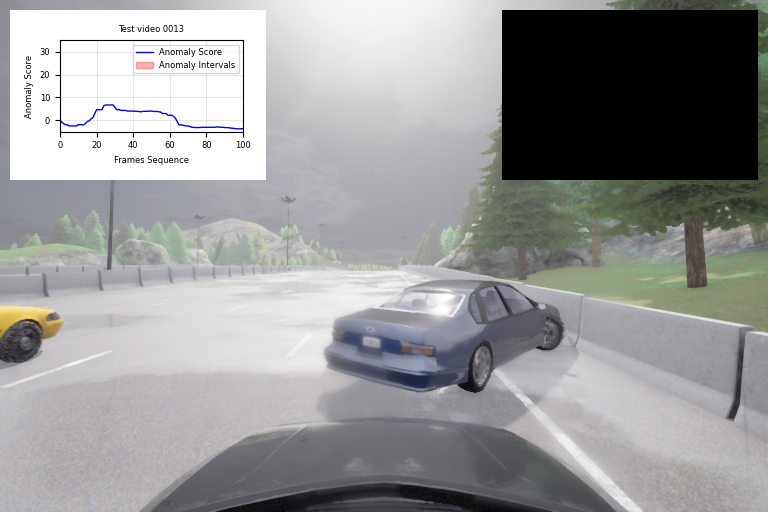 Test video 0013
Anomaly Score
30
20
10
0
Anomaly Score
Anomaly Intervals
0 20 40 60 80 100
Frames Sequence